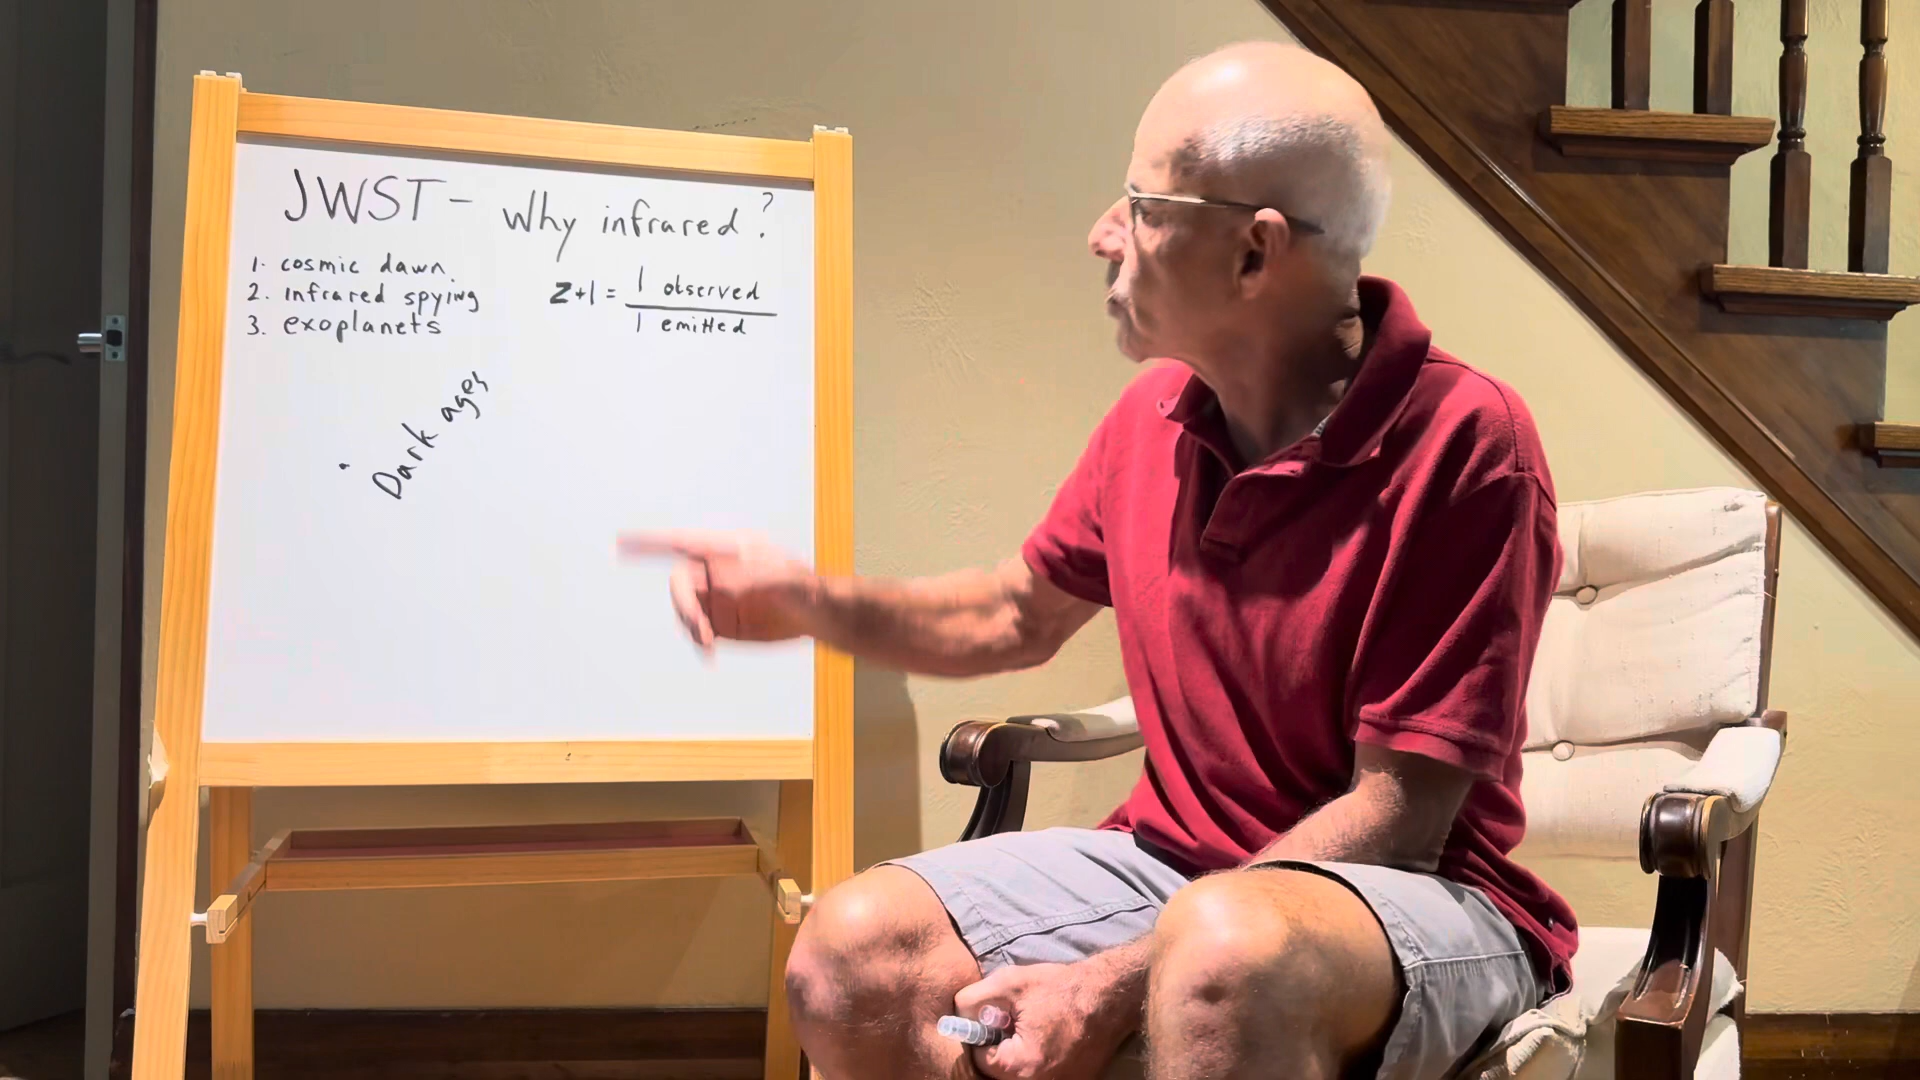 JWST - Why infrared?
1. cosmic dawn
2. infrared spying
3. exoplanets
z+1 = l observed
l emitted
Dark ages